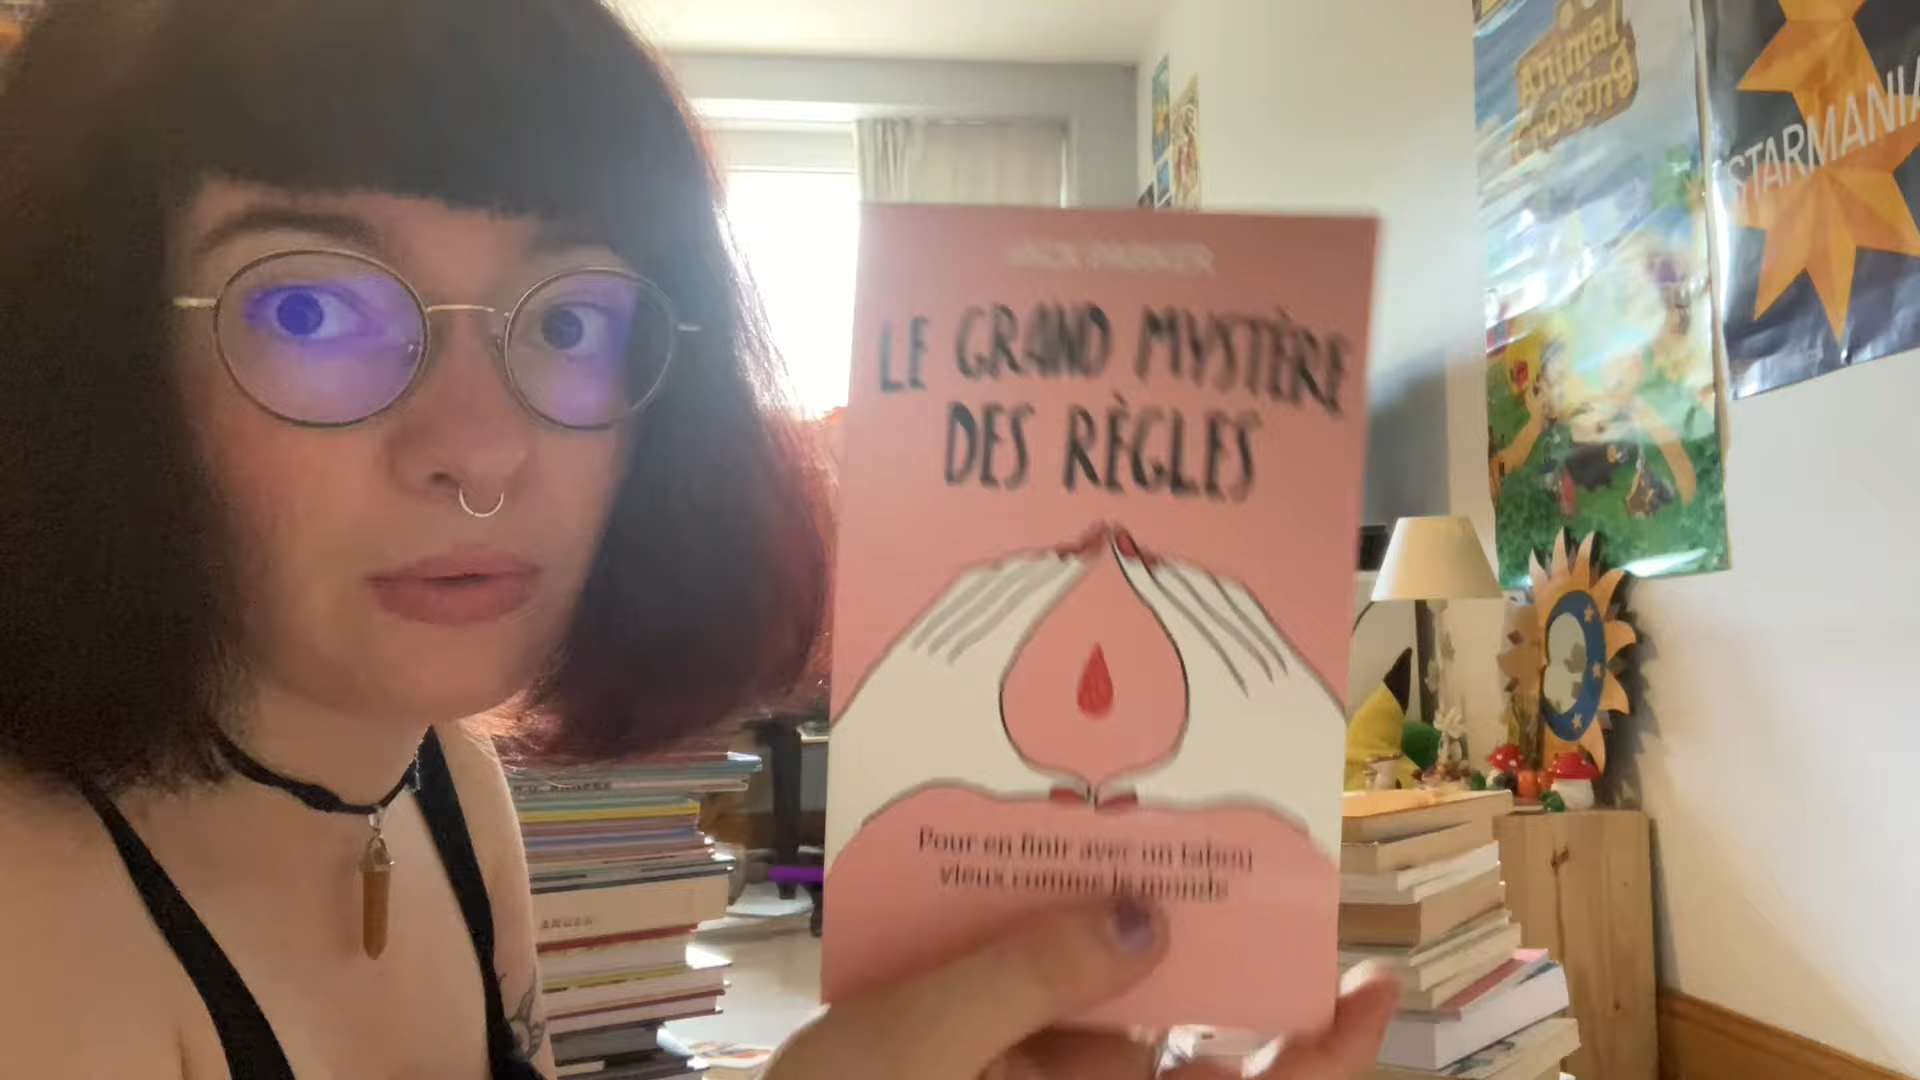 LE GRAND MYSTÈRE
DES RÈGLES
Pour en finir avec un tabou
vieux comme le monde
Animal
Crossing
STARMANIA